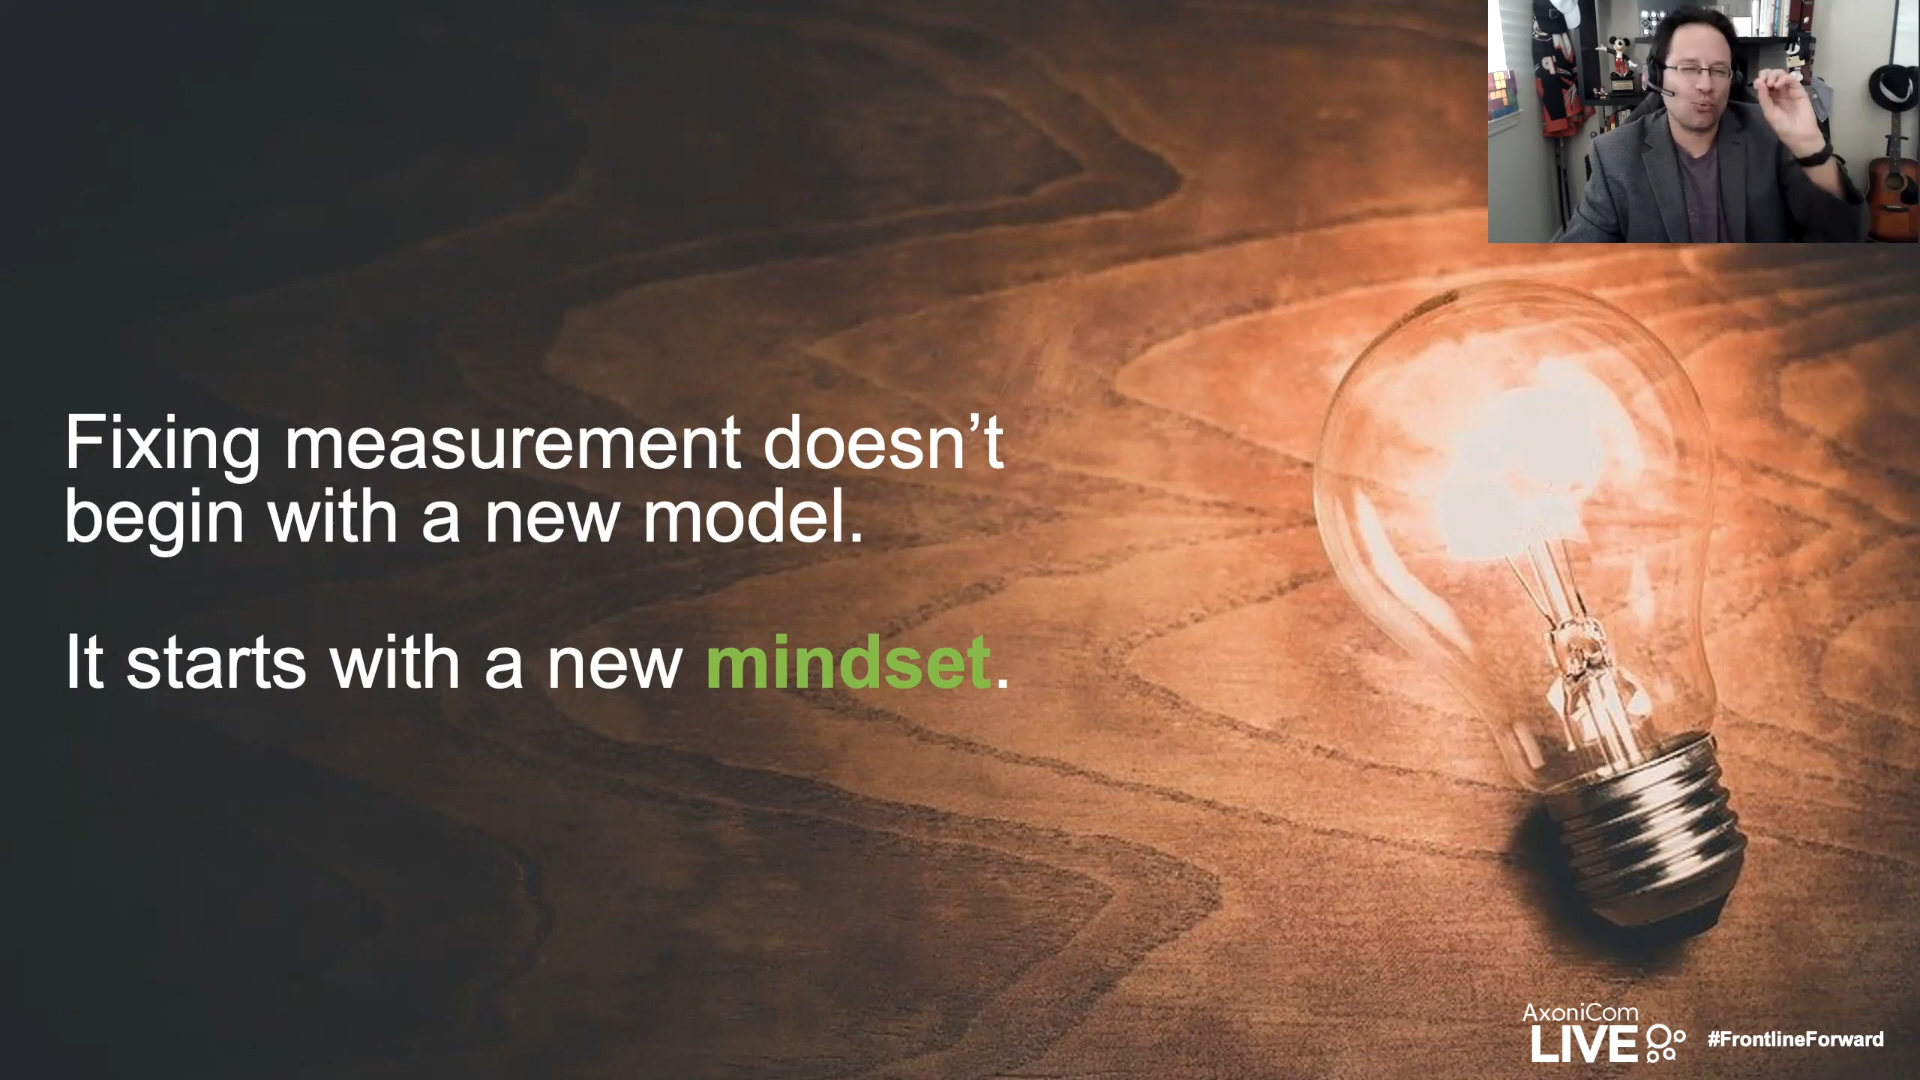 Fixing measurement doesn’t
begin with a new model.
It starts with a new mindset.
AxoniCom
LIVE
#FrontlineForward